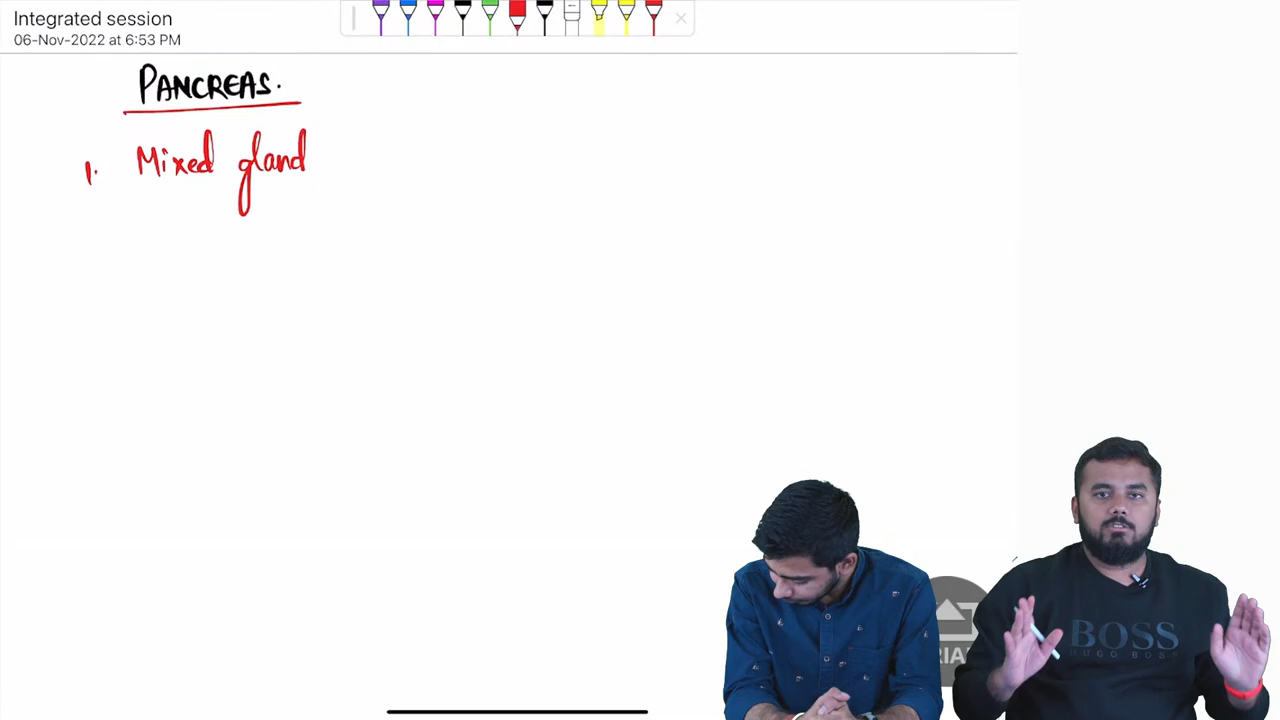 Integrated session
06-Nov-2022 at 6:53 PM
PANCREAS.
1. Mixed gland
BOSS
HUGO BOSS